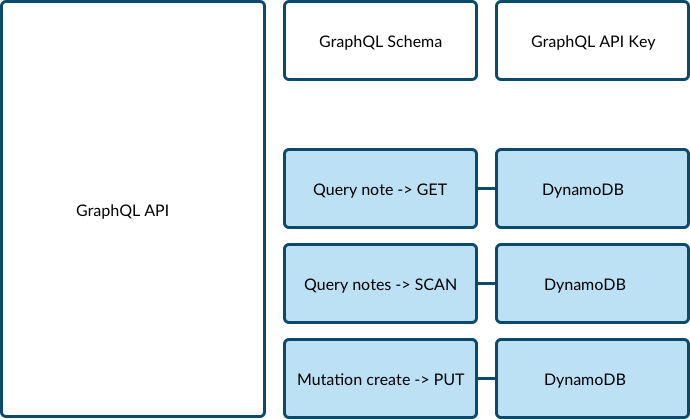 GraphQL Schema
GraphQL API Key
GraphQL API
Query note -> GET
DynamoDB
Query notes -> SCAN
DynamoDB
Mutation create -> PUT
DynamoDB